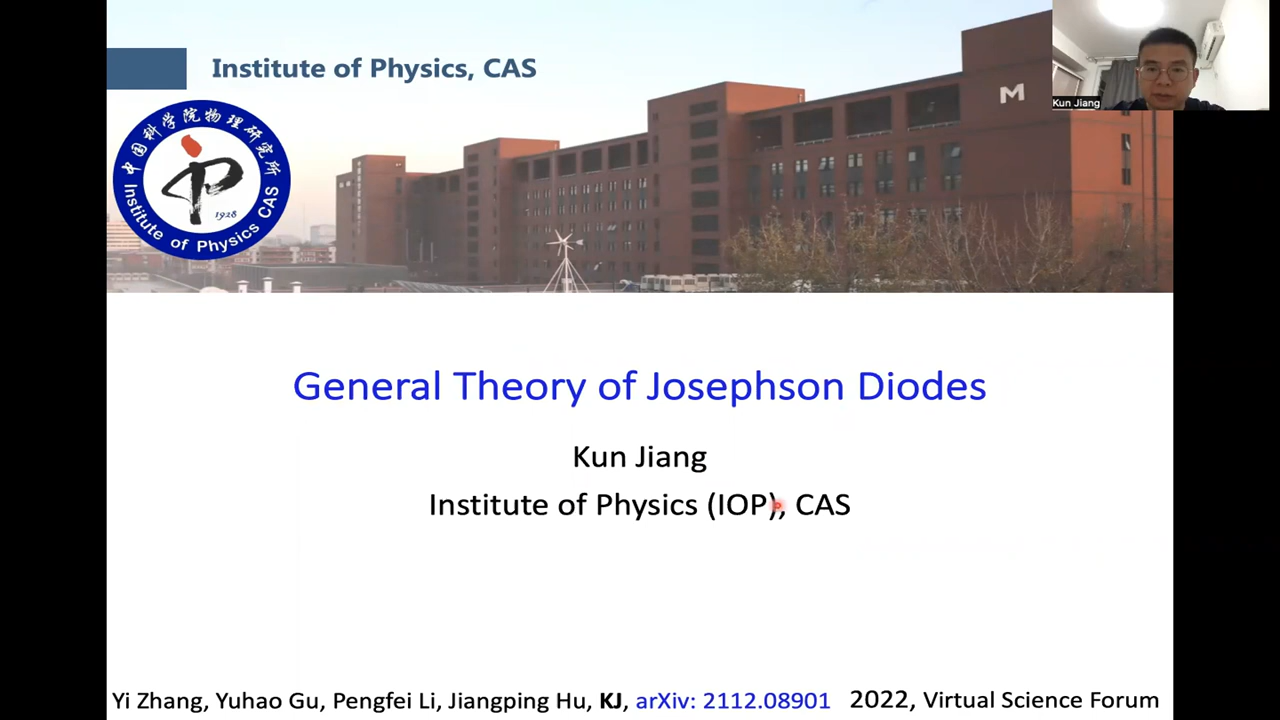 Institute of Physics, CAS
M
Kun Jiang
中国科学院物理研究所
1928
Institute of Physics CAS
General Theory of Josephson Diodes
Kun Jiang
Institute of Physics (IOP), CAS
Yi Zhang, Yuhao Gu, Pengfei Li, Jiangping Hu, KJ, arXiv: 2112.08901 2022, Virtual Science Forum